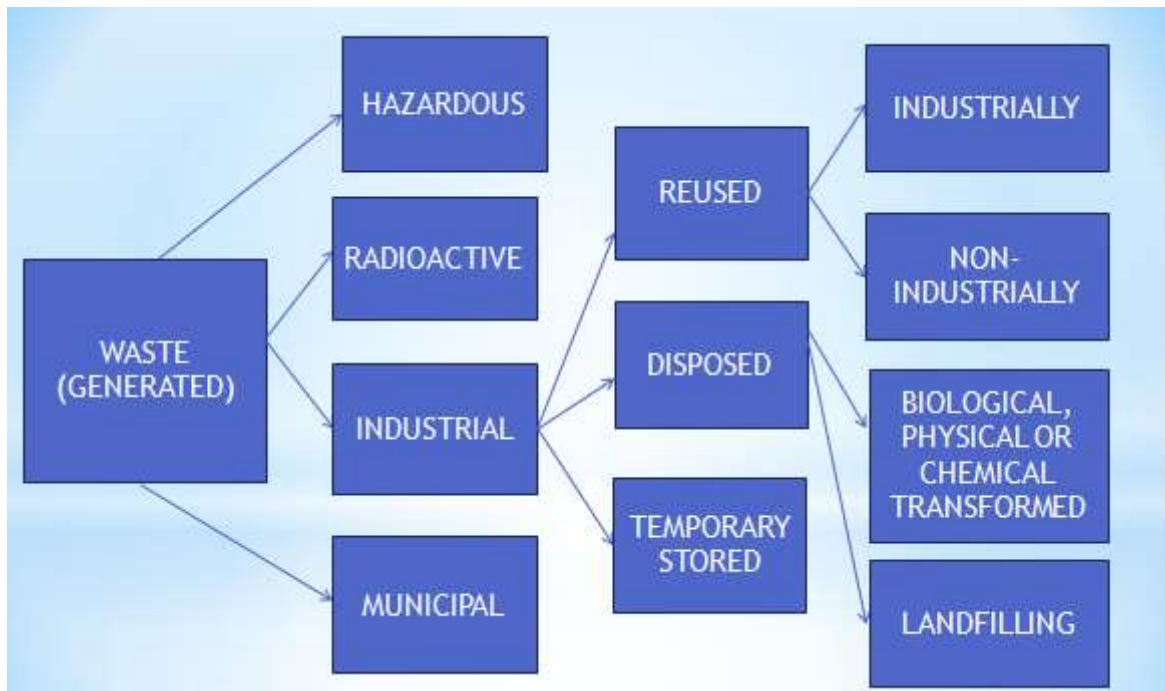 HAZARDOUS
RADIOACTIVE
WASTE
(GENERATED)
INDUSTRIAL
MUNICIPAL
REUSED
DISPOSED
TEMPORARY
STORED
INDUSTRIALLY
NON-
INDUSTRIALLY
BIOLOGICAL,
PHYSICAL OR
CHEMICAL
TRANSFORMED
LANDFILLING